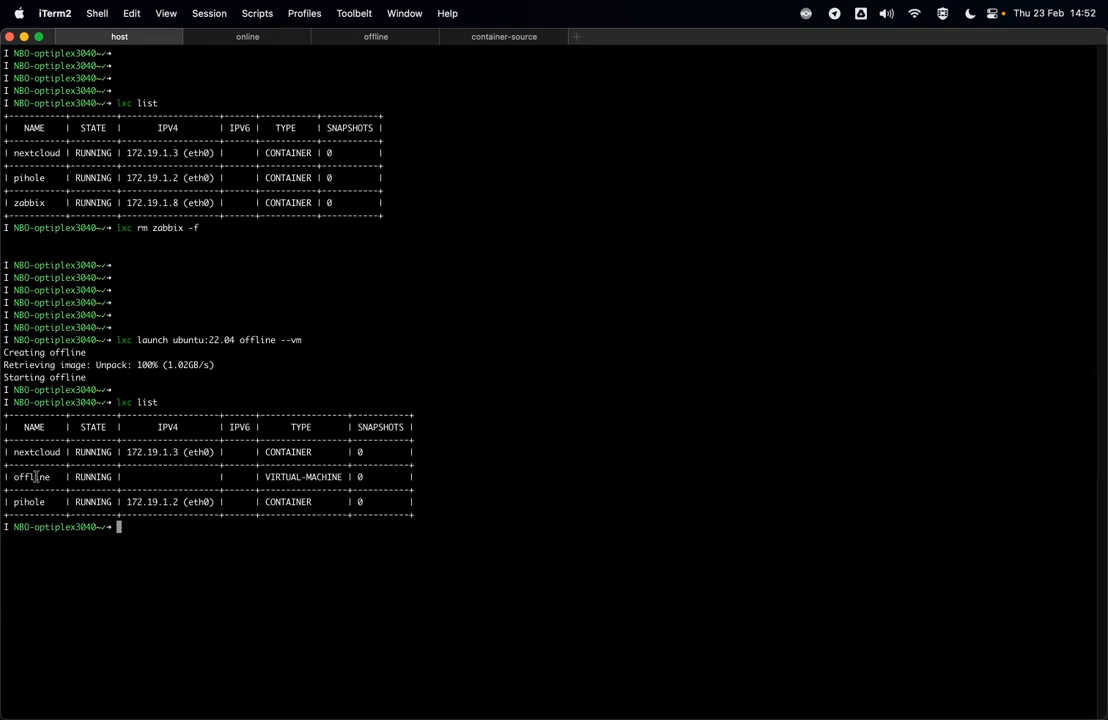 iTerm2 Shell Edit View Session Scripts Profiles Toolbelt Window Help Thu 23 Feb 14:52
host online offline container-source +
I NBO-optiplex3040~✓➜
I NBO-optiplex3040~✓➜
I NBO-optiplex3040~✓➜
I NBO-optiplex3040~✓➜
I NBO-optiplex3040~✓➜ lxc list
+-----------+---------+-------------------+------+-----------+-----------+
| NAME | STATE | IPV4 | IPV6 | TYPE | SNAPSHOTS |
+-----------+---------+-------------------+------+-----------+-----------+
| nextcloud | RUNNING | 172.19.1.3 (eth0) | | CONTAINER | 0 |
+-----------+---------+-------------------+------+-----------+-----------+
| pihole | RUNNING | 172.19.1.2 (eth0) | | CONTAINER | 0 |
+-----------+---------+-------------------+------+-----------+-----------+
| zabbix | RUNNING | 172.19.1.8 (eth0) | | CONTAINER | 0 |
+-----------+---------+-------------------+------+-----------+-----------+
I NBO-optiplex3040~✓➜ lxc rm zabbix -f
I NBO-optiplex3040~✓➜
I NBO-optiplex3040~✓➜
I NBO-optiplex3040~✓➜
I NBO-optiplex3040~✓➜
I NBO-optiplex3040~✓➜
I NBO-optiplex3040~✓➜
I NBO-optiplex3040~✓➜ lxc launch ubuntu:22.04 offline --vm
Creating offline
Retrieving image: Unpack: 100% (1.02GB/s)
Starting offline
I NBO-optiplex3040~✓➜
I NBO-optiplex3040~✓➜ lxc list
+-----------+---------+-------------------+------+-----------------+-----------+
| NAME | STATE | IPV4 | IPV6 | TYPE | SNAPSHOTS |
+-----------+---------+-------------------+------+-----------------+-----------+
| nextcloud | RUNNING | 172.19.1.3 (eth0) | | CONTAINER | 0 |
+-----------+---------+-------------------+------+-----------------+-----------+
| offline | RUNNING | | | VIRTUAL-MACHINE | 0 |
+-----------+---------+-------------------+------+-----------------+-----------+
| pihole | RUNNING | 172.19.1.2 (eth0) | | CONTAINER | 0 |
+-----------+---------+-------------------+------+-----------------+-----------+
I NBO-optiplex3040~✓➜